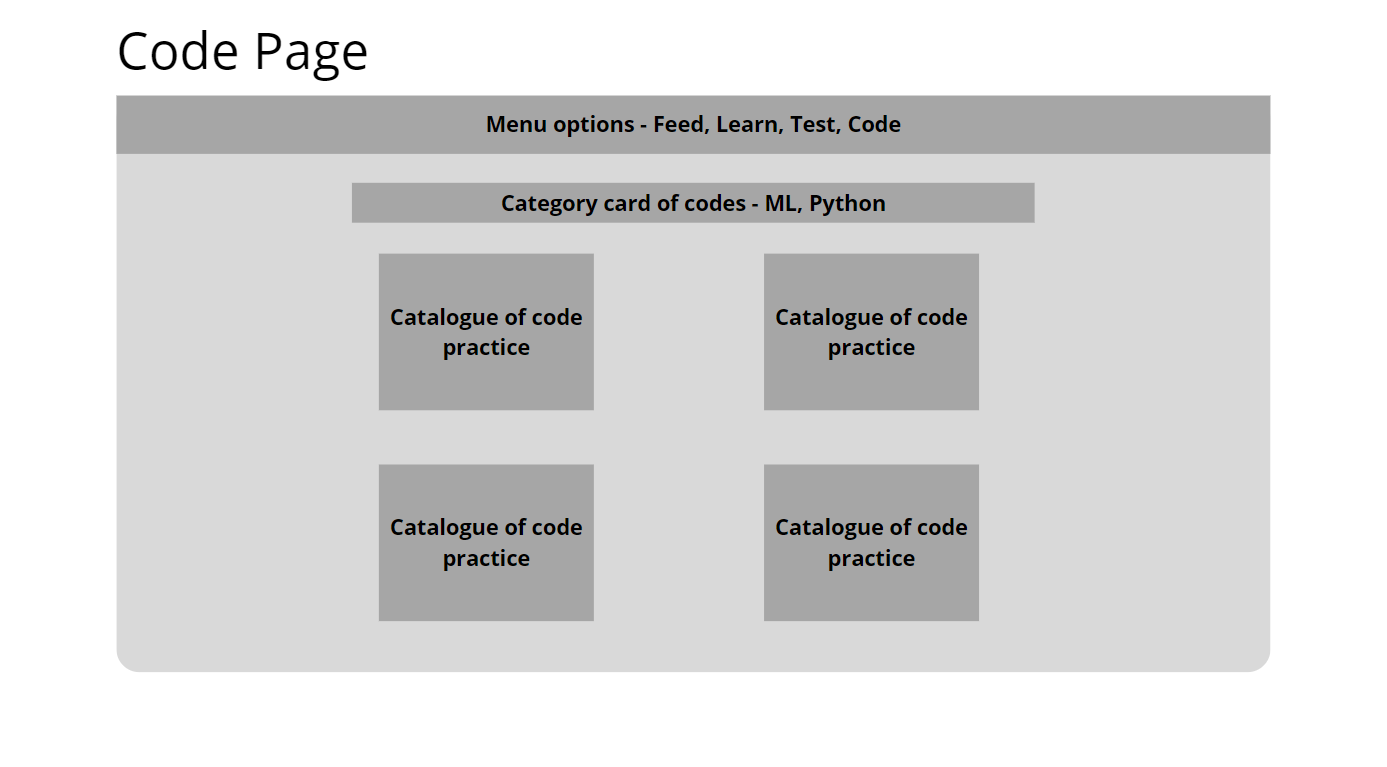 Code Page
Menu options - Feed, Learn, Test, Code
Category card of codes - ML, Python
Catalogue of code
practice
Catalogue of code
practice
Catalogue of code
practice
Catalogue of code
practice